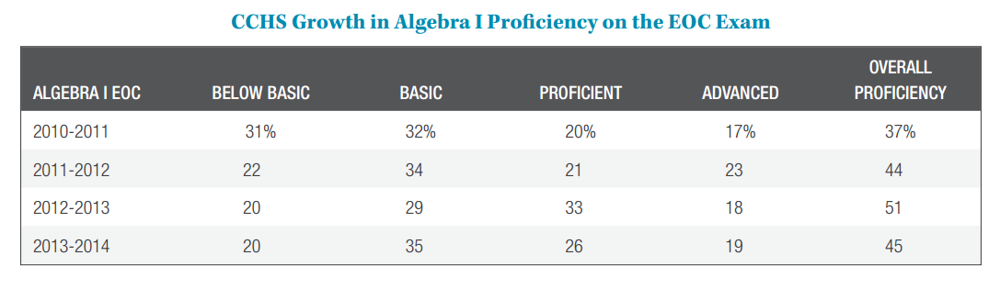 CCHS Growth in Algebra I Proficiency on the EOC Exam
ALGEBRA I EOC BELOW BASIC BASIC PROFICIENT ADVANCED OVERALL PROFICIENCY
2010-2011 31% 32% 20% 17% 37%
2011-2012 22 34 21 23 44
2012-2013 20 29 33 18 51
2013-2014 20 35 26 19 45